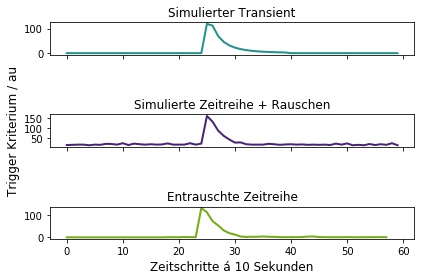 Simulierter Transient
100
0
Simulierte Zeitreihe + Rauschen
150
100
50
Trigger Kriterium / au
Entrauschte Zeitreihe
100
0
0 10 20 30 40 50 60
Zeitschritte á 10 Sekunden